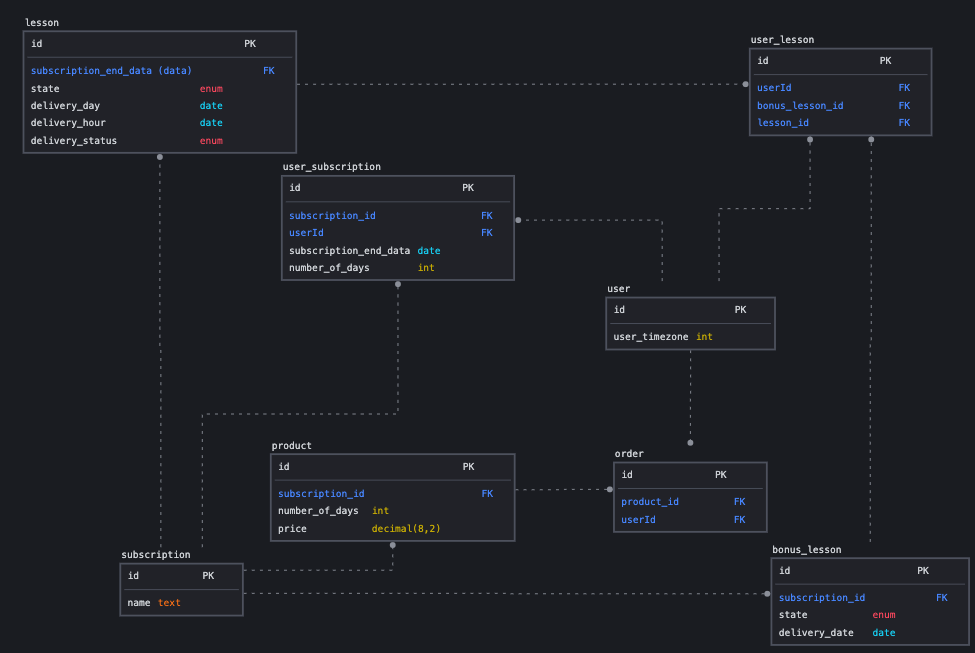 lesson
id PK
subscription_end_data (data) FK
state enum
delivery_day date
delivery_hour date
delivery_status enum
user_lesson
id PK
userId FK
bonus_lesson_id FK
lesson_id FK
user_subscription
id PK
subscription_id FK
userId FK
subscription_end_data date
number_of_days int
user
id PK
user_timezone int
product
id PK
subscription_id FK
number_of_days int
price decimal(8,2)
order
id PK
product_id FK
userId FK
subscription
id PK
name text
bonus_lesson
id PK
subscription_id FK
state enum
delivery_date date